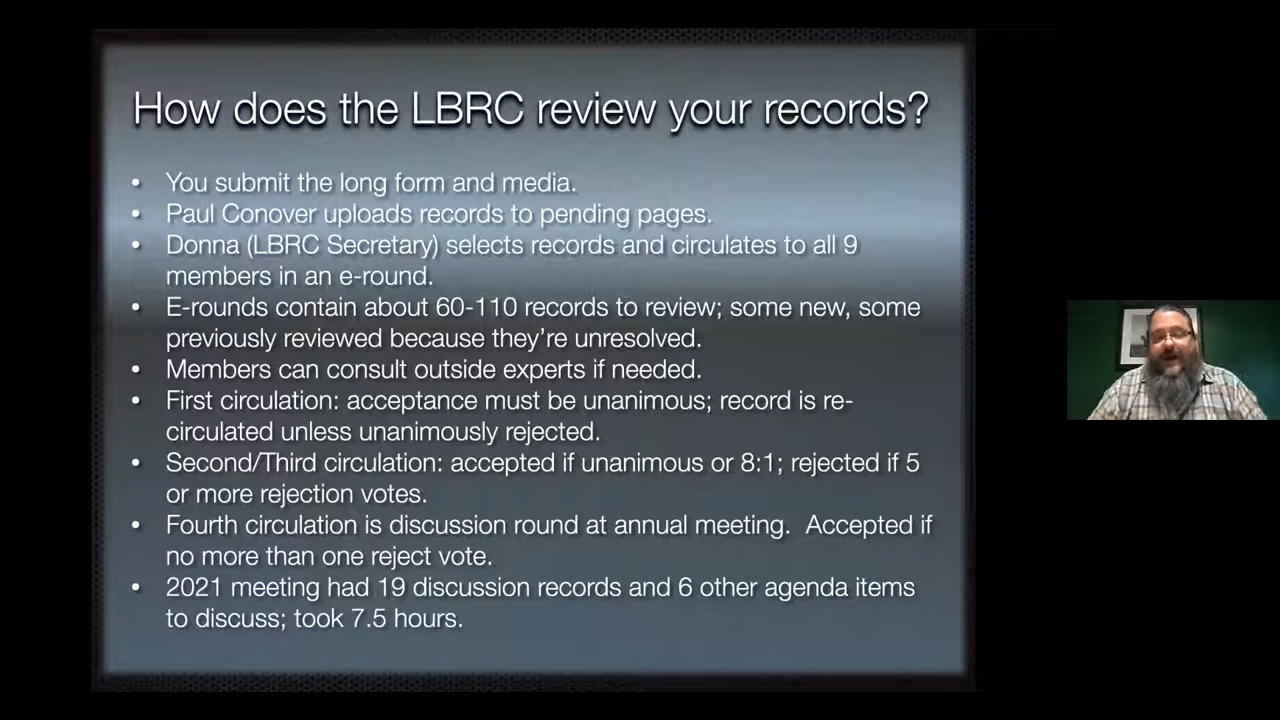 How does the LBRC review your records?
• You submit the long form and media.
• Paul Conover uploads records to pending pages.
• Donna (LBRC Secretary) selects records and circulates to all 9
members in an e-round.
• E-rounds contain about 60-110 records to review; some new, some
previously reviewed because they’re unresolved.
• Members can consult outside experts if needed.
• First circulation: acceptance must be unanimous; record is re-
circulated unless unanimously rejected.
• Second/Third circulation: accepted if unanimous or 8:1; rejected if 5
or more rejection votes.
• Fourth circulation is discussion round at annual meeting.  Accepted if
no more than one reject vote.
• 2021 meeting had 19 discussion records and 6 other agenda items
to discuss; took 7.5 hours.